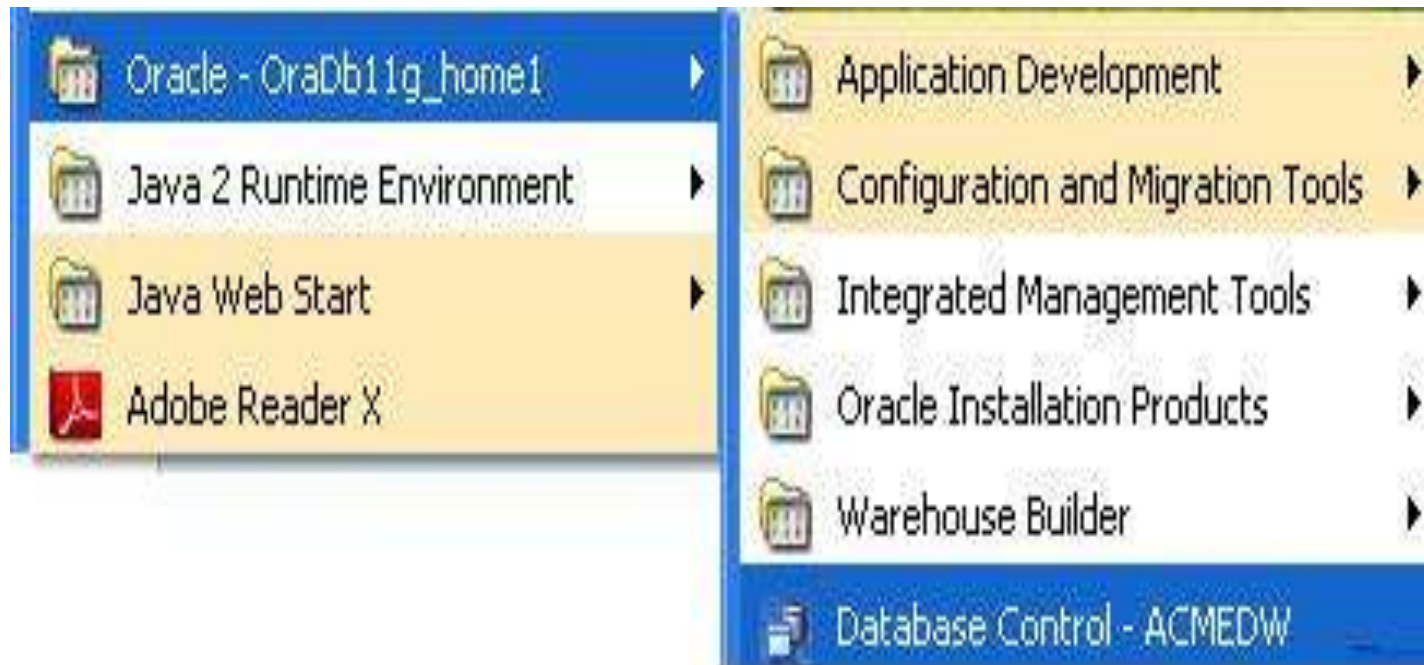 Oracle - OraDb11g_home1
Java 2 Runtime Environment
Java Web Start
Adobe Reader X
Application Development
Configuration and Migration Tools
Integrated Management Tools
Oracle Installation Products
Warehouse Builder
Database Control - ACMEDW